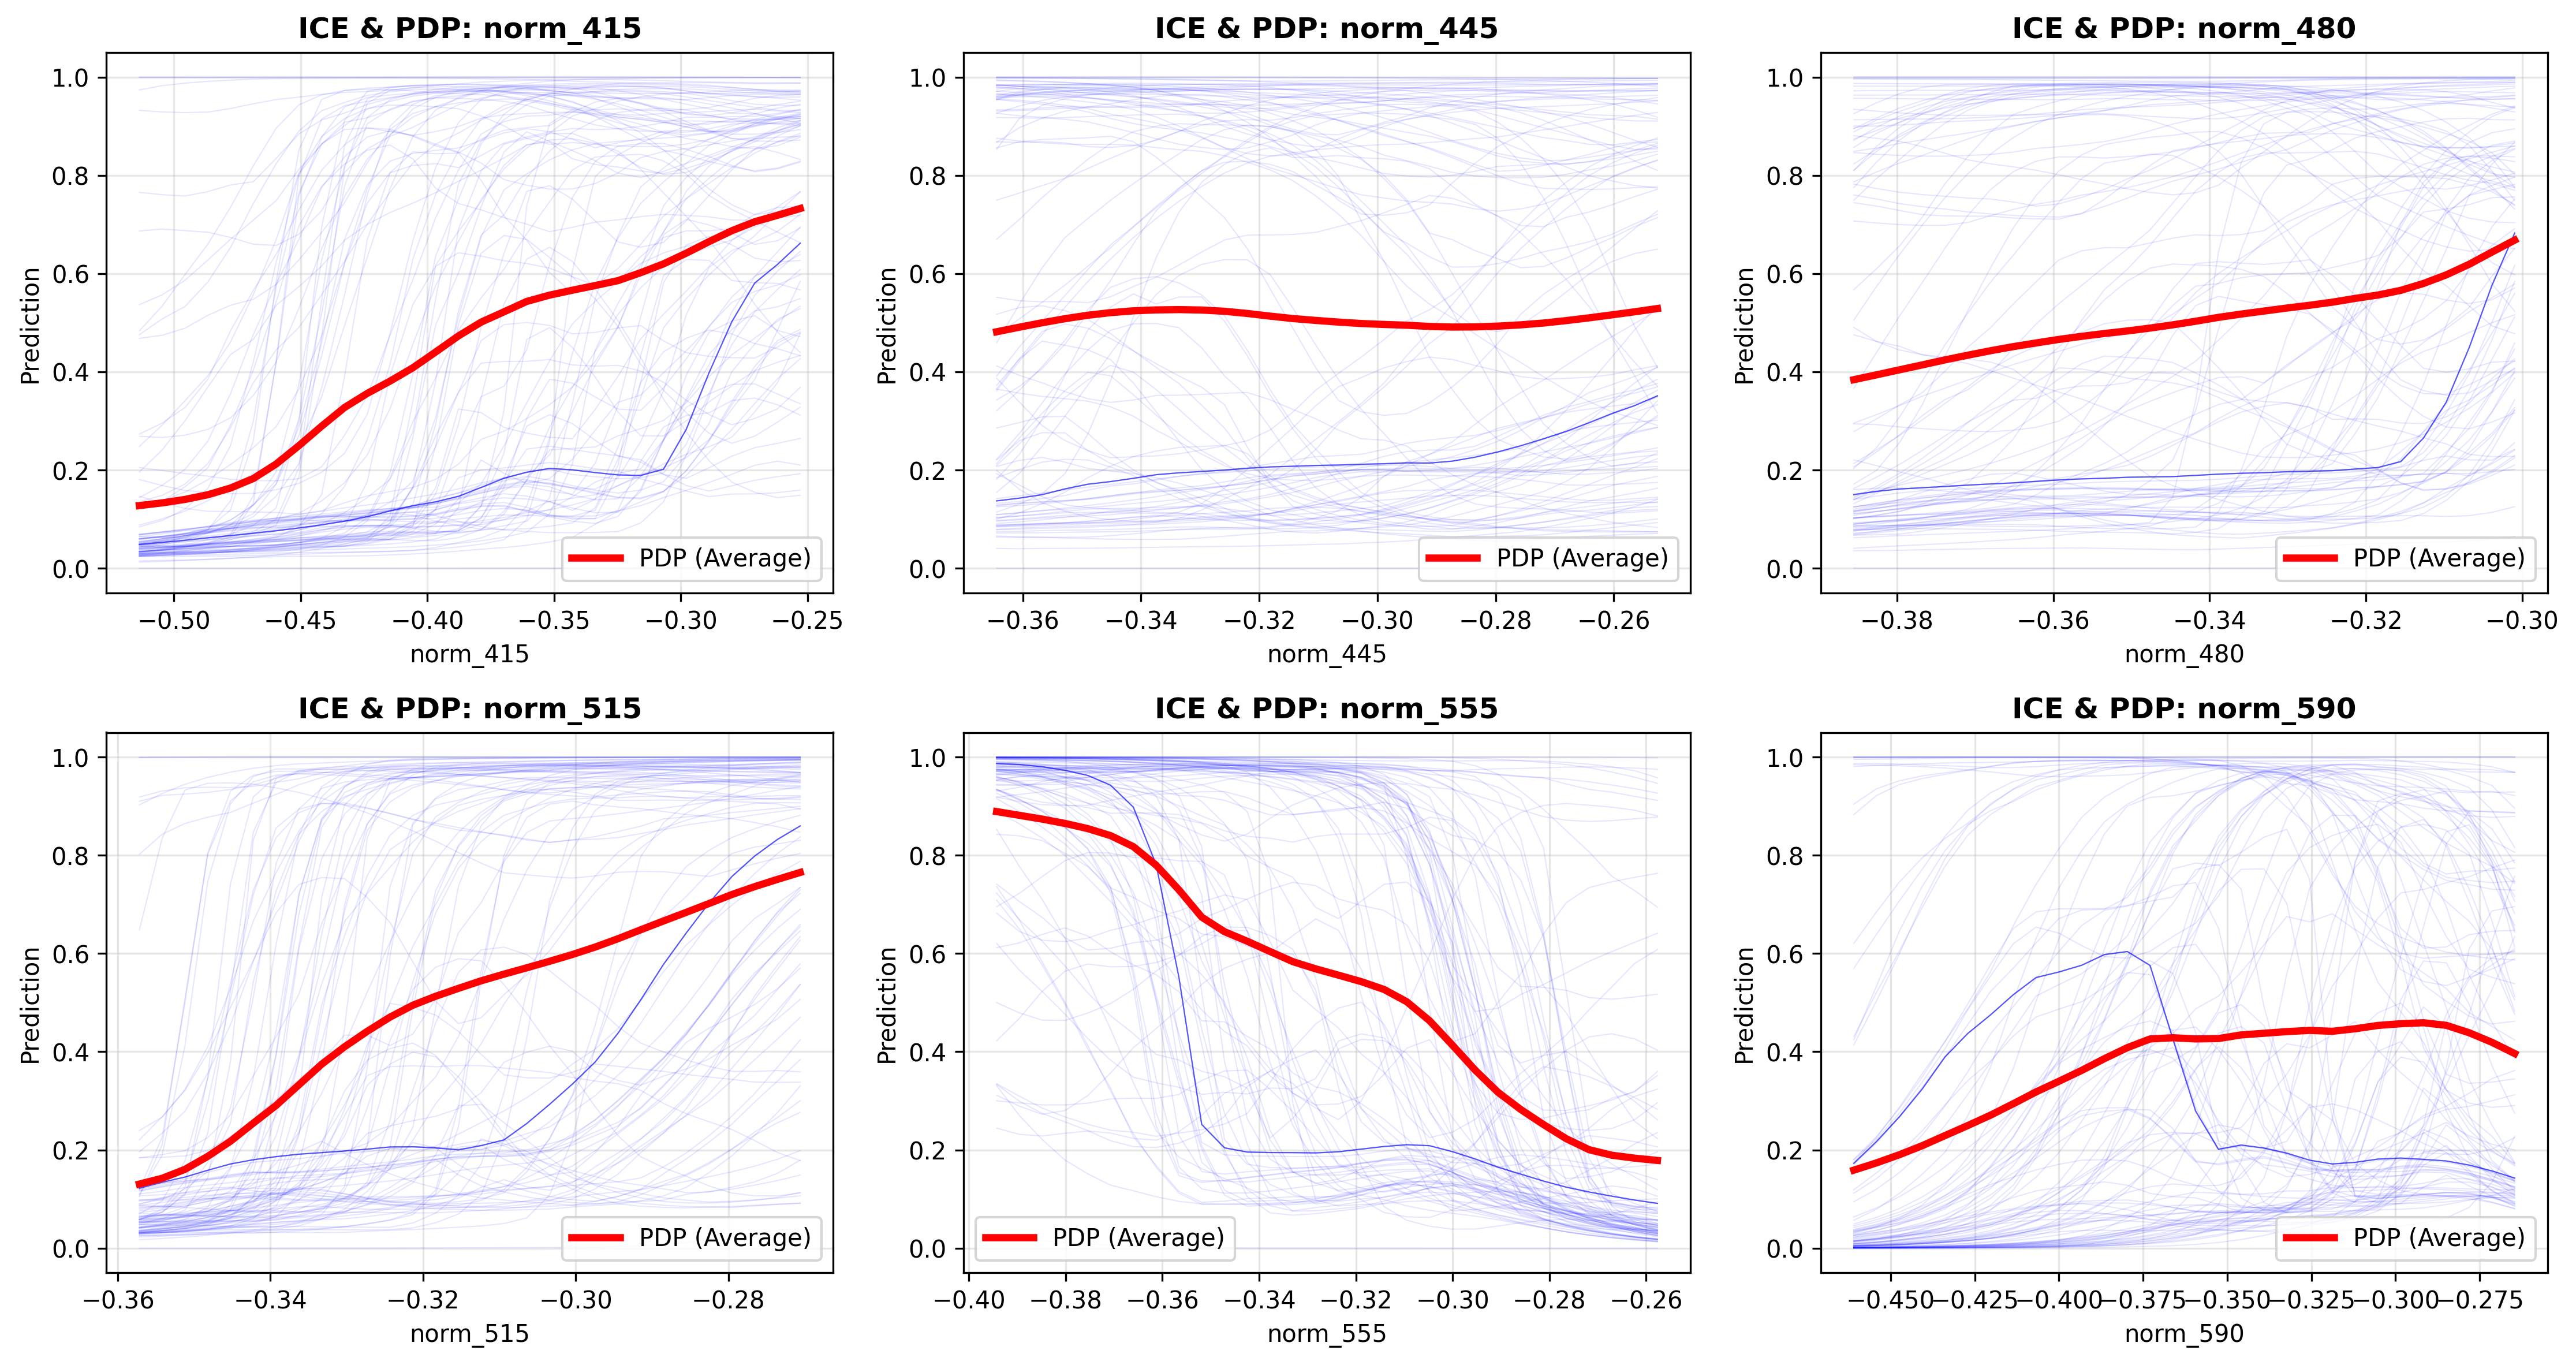 ICE & PDP: norm_415
ICE & PDP: norm_445
ICE & PDP: norm_480
1.0
0.8
0.6
0.4
0.2
0.0
Prediction
PDP (Average)
−0.50 −0.45 −0.40 −0.35 −0.30 −0.25
norm_415
1.0
0.8
0.6
0.4
0.2
0.0
Prediction
PDP (Average)
−0.36 −0.34 −0.32 −0.30 −0.28 −0.26
norm_445
1.0
0.8
0.6
0.4
0.2
0.0
Prediction
PDP (Average)
−0.38 −0.36 −0.34 −0.32 −0.30
norm_480
ICE & PDP: norm_515
ICE & PDP: norm_555
ICE & PDP: norm_590
1.0
0.8
0.6
0.4
0.2
0.0
Prediction
PDP (Average)
−0.36 −0.34 −0.32 −0.30 −0.28
norm_515
1.0
0.8
0.6
0.4
0.2
0.0
Prediction
PDP (Average)
−0.40 −0.38 −0.36 −0.34 −0.32 −0.30 −0.28 −0.26
norm_555
1.0
0.8
0.6
0.4
0.2
0.0
Prediction
PDP (Average)
−0.450 −0.425 −0.400 −0.375 −0.350 −0.325 −0.300 −0.275
norm_590